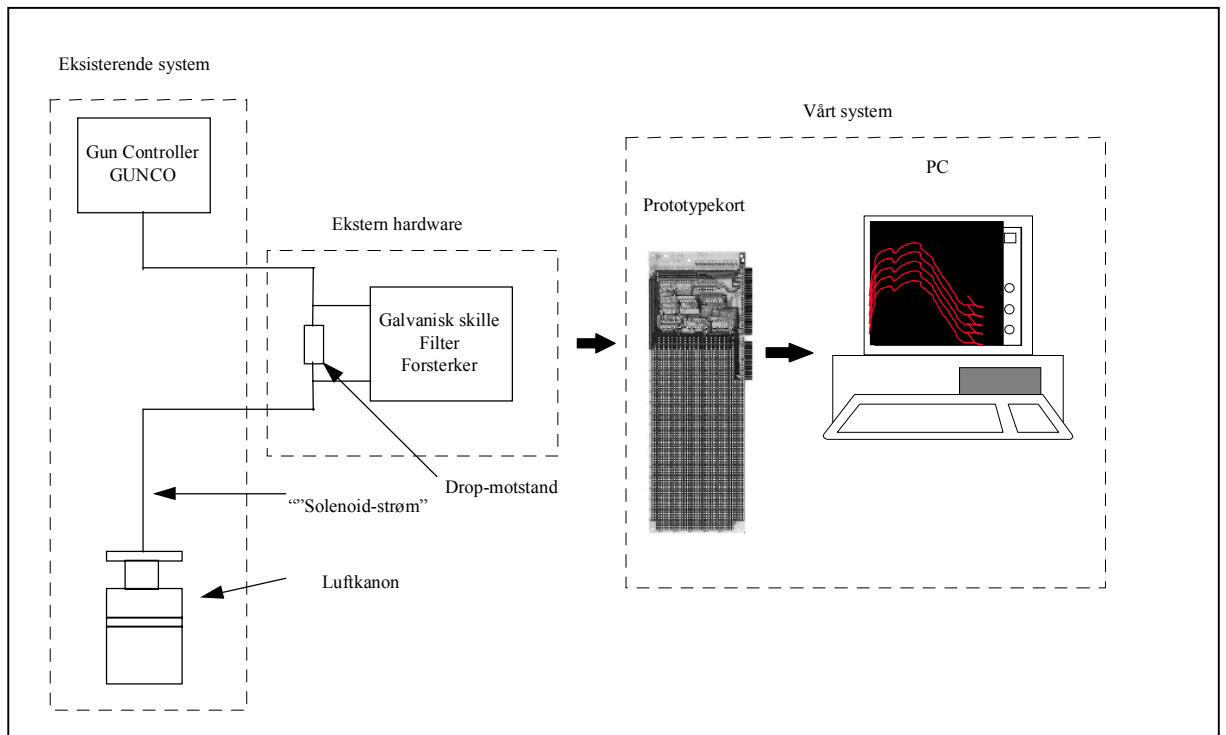 Eksisterende system
Gun Controller
GUNCO
Ekstern hardware
Galvanisk skille
Filter
Forsterker
Drop-motstand
“”Solenoid-strøm”
Luftkanon
Vårt system
Prototypekort
PC